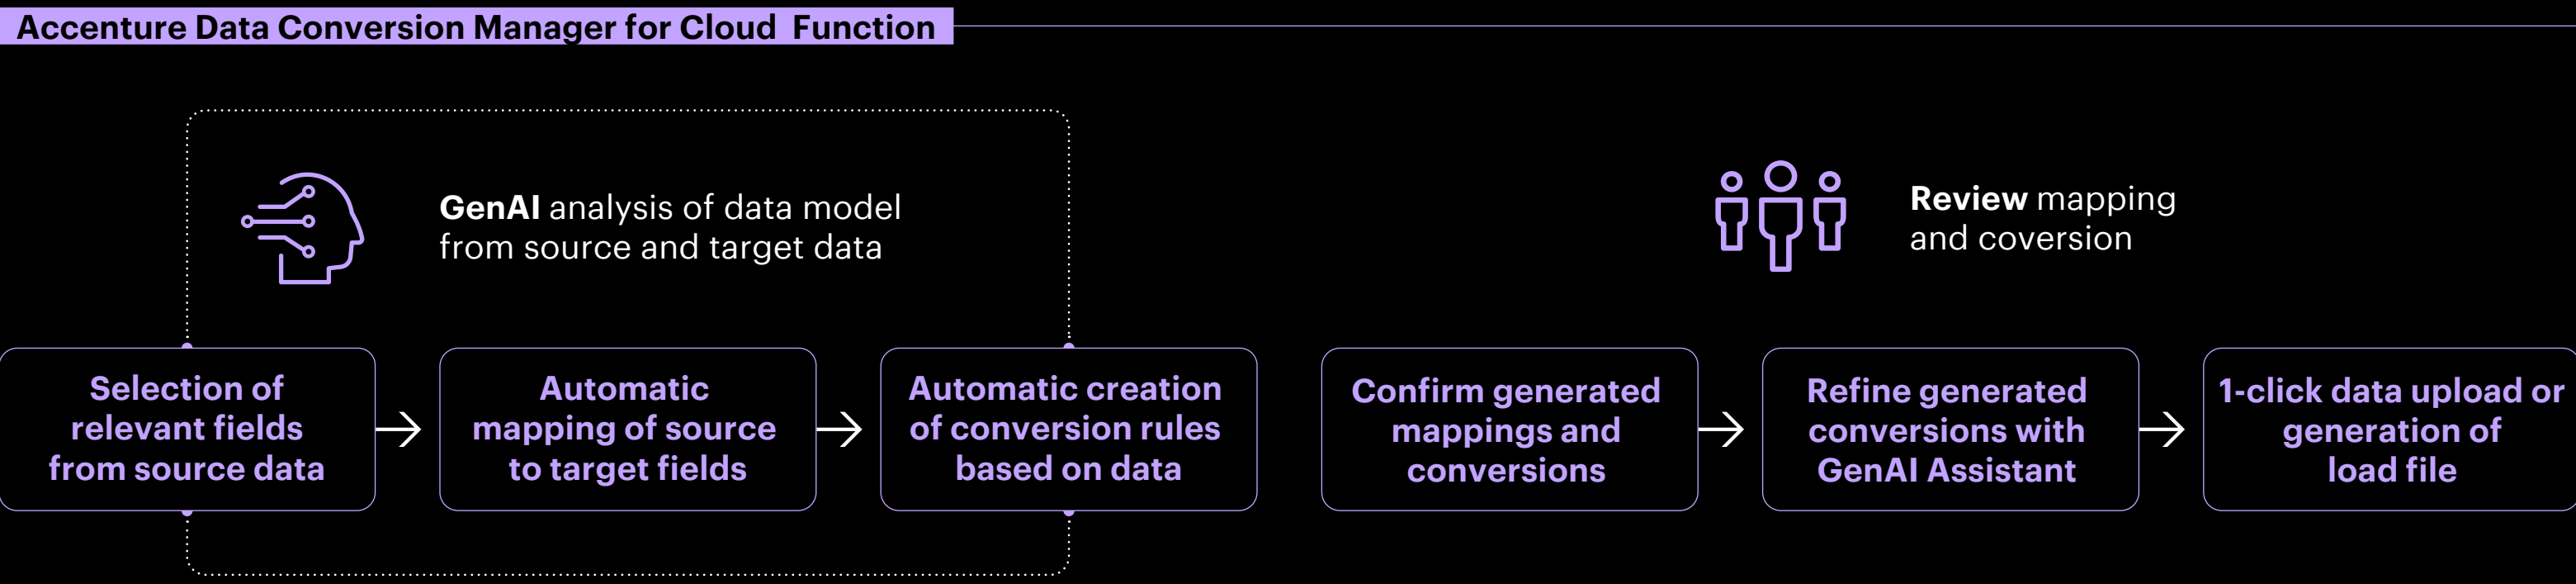 Accenture Data Conversion Manager for Cloud  Function
GenAI analysis of data model
from source and target data
Review mapping
and coversion
Selection of
relevant fields
from source data
Automatic
mapping of source
to target fields
Automatic creation
of conversion rules
based on data
Confirm generated
mappings and
conversions
Refine generated
conversions with
GenAI Assistant
1-click data upload or
generation of
load file